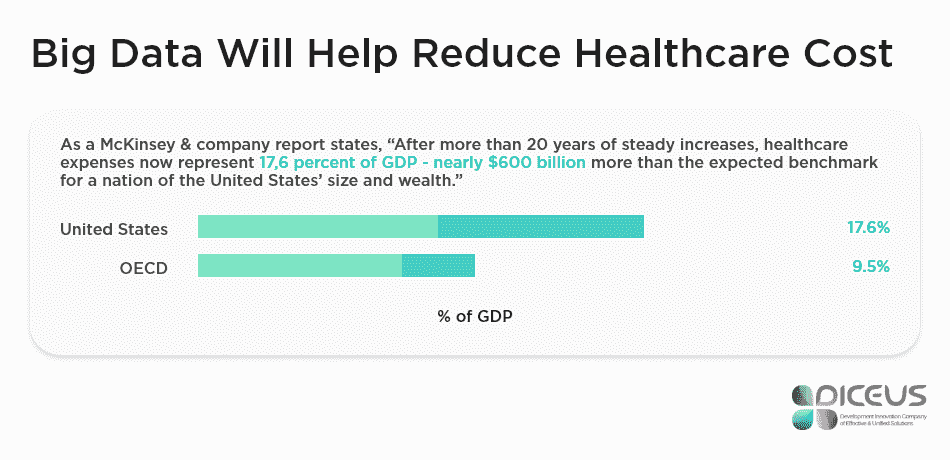 Big Data Will Help Reduce Healthcare Cost
As a McKinsey & company report states, “After more than 20 years of steady increases, healthcare
expenses now represent 17,6 percent of GDP - nearly $600 billion more than the expected benchmark
for a nation of the United States’ size and wealth.”
United States 17.6%
OECD 9.5%
% of GDP
DICEUS
Development Innovation Company
of Effective & Unified Solutions